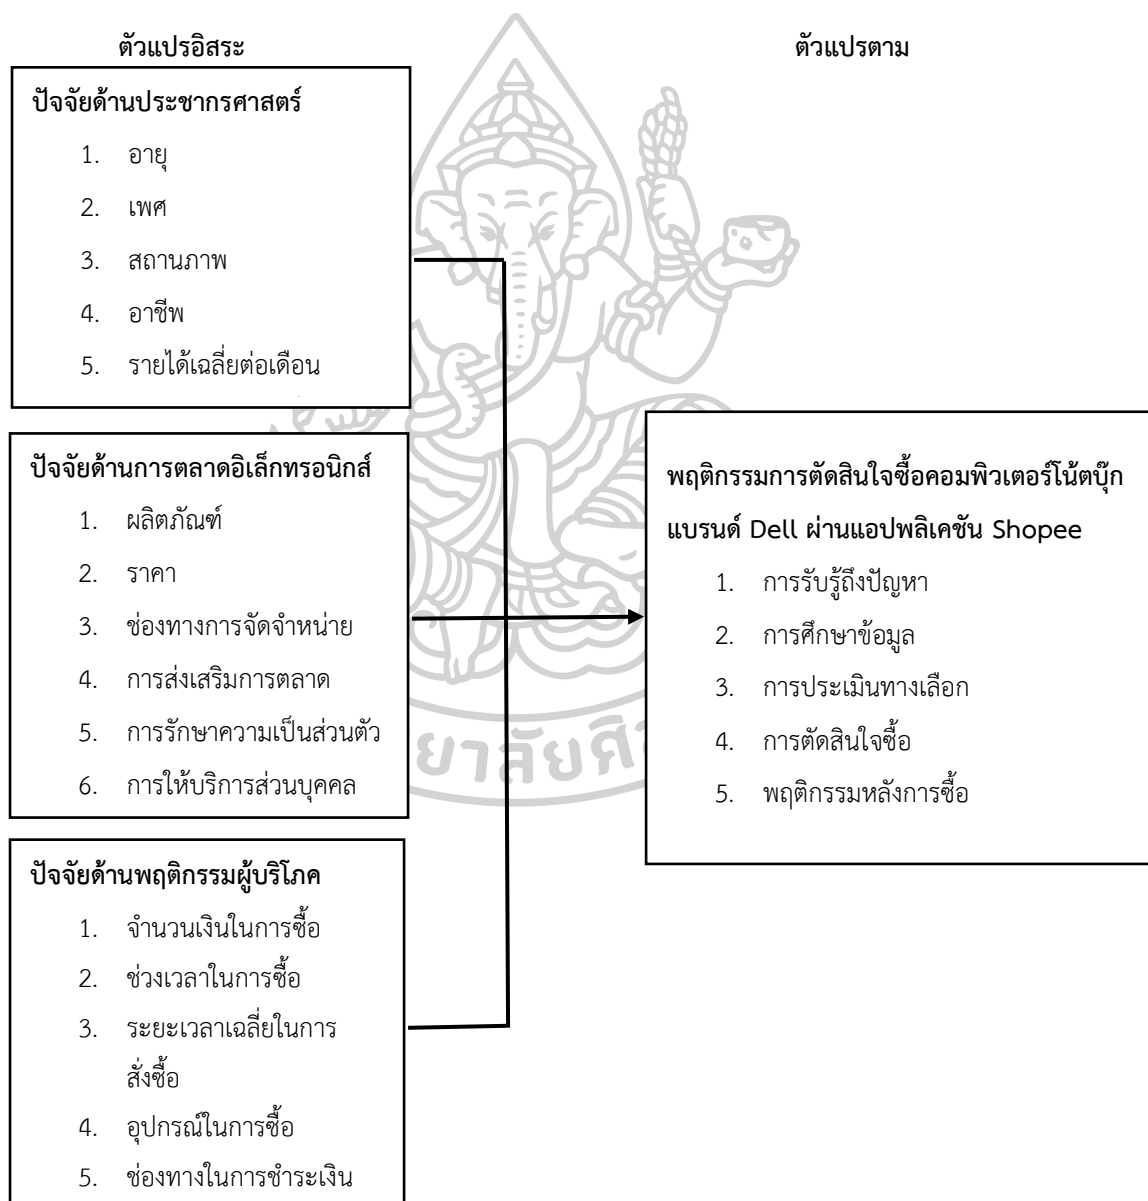 ตัวแปรอิสระ
ตัวแปรตาม
ปัจจัยด้านประชากรศาสตร์
1. อายุ
2. เพศ
3. สถานภาพ
4. อาชีพ
5. รายได้เฉลี่ยต่อเดือน
ปัจจัยด้านการตลาดอิเล็กทรอนิกส์
1. ผลิตภัณฑ์
2. ราคา
3. ช่องทางการจัดจำหน่าย
4. การส่งเสริมการตลาด
5. การรักษาความเป็นส่วนตัว
6. การให้บริการส่วนบุคคล
ปัจจัยด้านพฤติกรรมผู้บริโภค
1. จำนวนเงินในการซื้อ
2. ช่วงเวลาในการซื้อ
3. ระยะเวลาเฉลี่ยในการ
สั่งซื้อ
4. อุปกรณ์ในการซื้อ
5. ช่องทางในการชำระเงิน
พฤติกรรมการตัดสินใจซื้อคอมพิวเตอร์โน้ตบุ๊ก
แบรนด์ Dell ผ่านแอปพลิเคชัน Shopee
1. การรับรู้ถึงปัญหา
2. การศึกษาข้อมูล
3. การประเมินทางเลือก
4. การตัดสินใจซื้อ
5. พฤติกรรมหลังการซื้อ